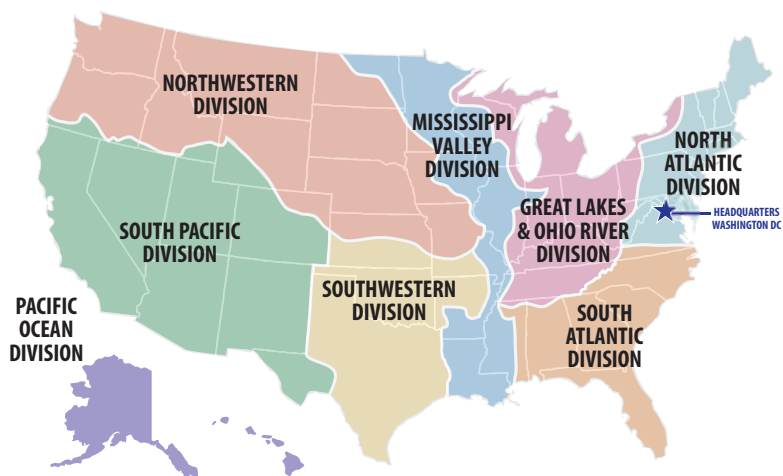 NORTHWESTERN
DIVISION
MISSISSIPPI
VALLEY
DIVISION
NORTH
ATLANTIC
DIVISION
HEADQUARTERS
WASHINGTON DC
GREAT LAKES
& OHIO RIVER
DIVISION
SOUTH PACIFIC
DIVISION
SOUTHWESTERN
DIVISION
PACIFIC
OCEAN
DIVISION
SOUTH
ATLANTIC
DIVISION